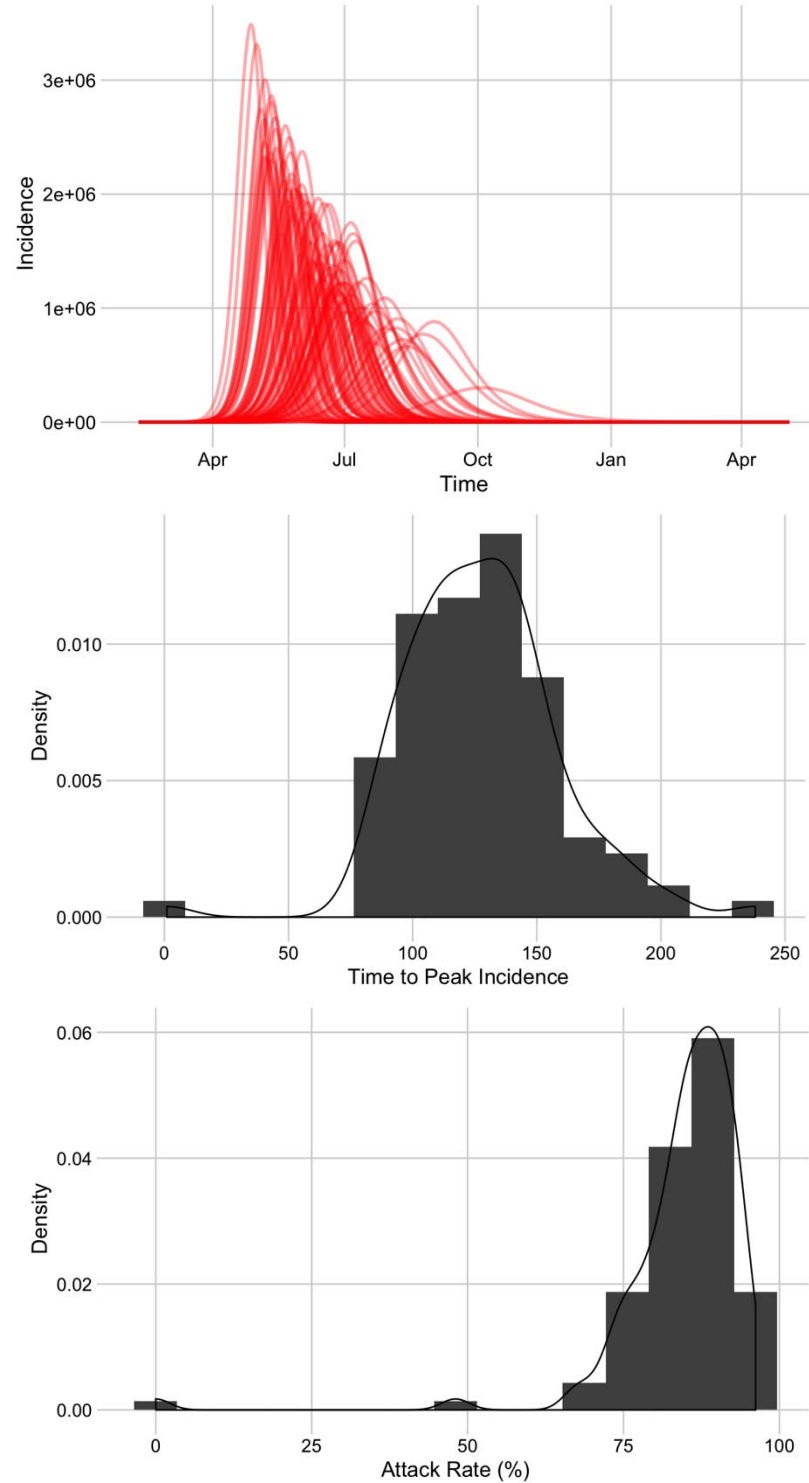 3e+06
2e+06
1e+06
0e+00
Incidence
Apr Jul Oct Jan Apr
Time
0.010
0.005
0.000
Density
0 50 100 150 200 250
Time to Peak Incidence
0.06
0.04
0.02
0.00
Density
0 25 50 75 100
Attack Rate (%)